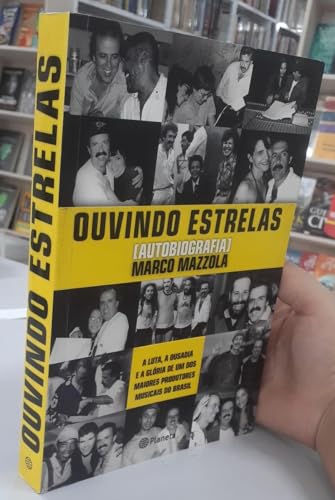 OUVINDO ESTRELAS
OUVINDO ESTRELAS
[AUTOBIOGRAFIA]
MARCO MAZZOLA
A LUTA, A OUSADIA
E A GLÓRIA DE UM DOS
MAIORES PRODUTORES
MUSICAIS DO BRASIL
Planeta